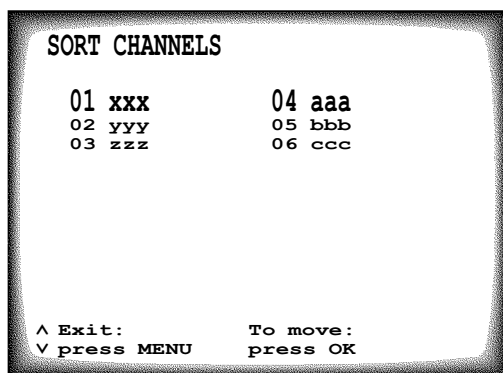 SORT CHANNELS
01 xxx 04 aaa
02 yyy 05 bbb
03 zzz 06 ccc
^ Exit: To move:
v press MENU press OK